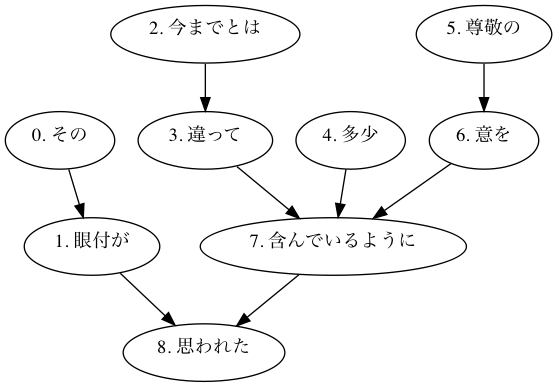 2. 今までとは
5. 尊敬の
0. その
3. 違って
4. 多少
6. 意を
1. 眼付が
7. 含んでいるように
8. 思われた